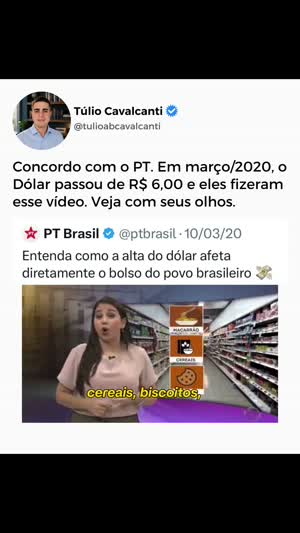 Túlio Cavalcanti
@tulioabcavalcanti
Concordo com o PT. Em março/2020, o
Dólar passou de R$ 6,00 e eles fizeram
esse vídeo. Veja com seus olhos.
PT Brasil @ptbrasil · 10/03/20
Entenda como a alta do dólar afeta
diretamente o bolso do povo brasileiro
MACARRÃO
CEREAIS
cereais, biscoitos,